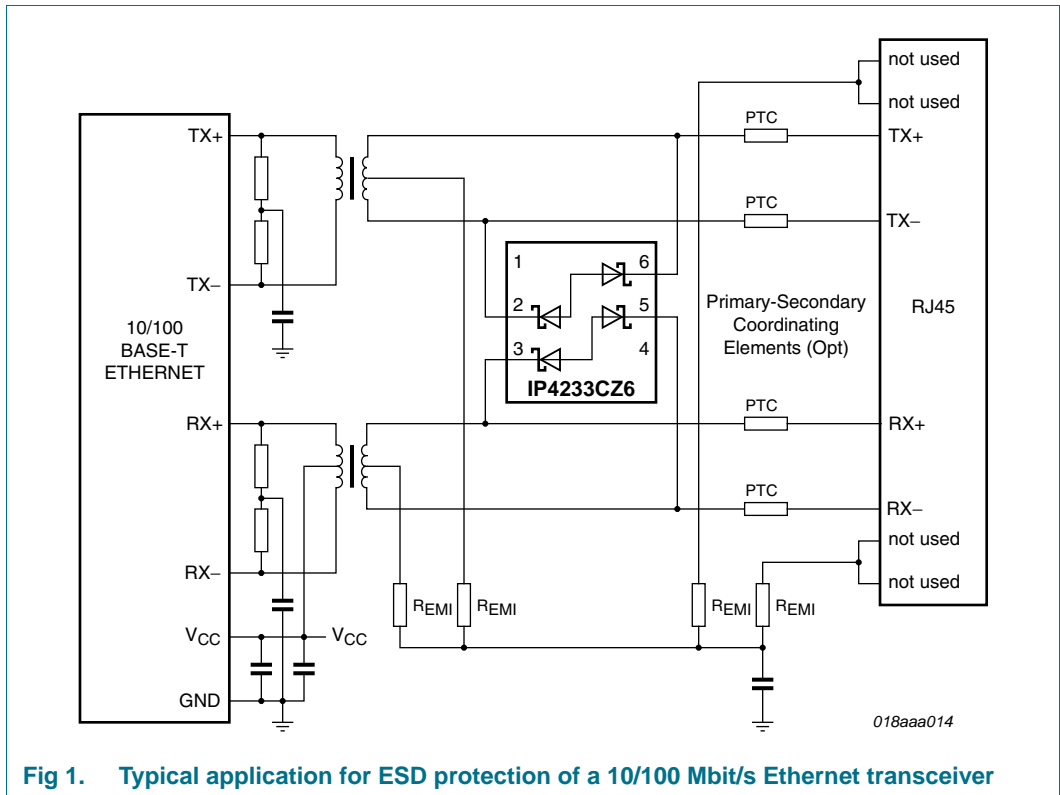 not used
not used
PTC
TX+
TX+
PTC
TX−
TX−
1
6
2
5
3
4
IP4233CZ6
Primary-Secondary
Coordinating
Elements (Opt)
RJ45
10/100
BASE-T
ETHERNET
PTC
RX+
RX+
PTC
RX−
not used
RX−
not used
REMI
REMI
REMI
REMI
VCC
VCC
GND
018aaa014
Fig 1. Typical application for ESD protection of a 10/100 Mbit/s Ethernet transceiver